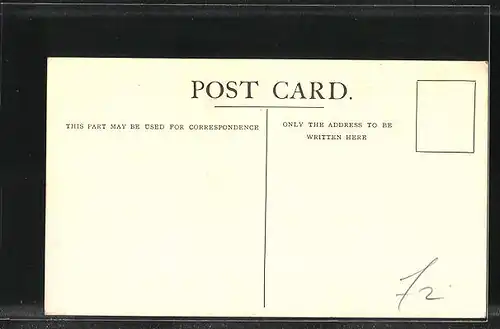 POST CARD.
THIS PART MAY BE USED FOR CORRESPONDENCE
ONLY THE ADDRESS TO BE
WRITTEN HERE